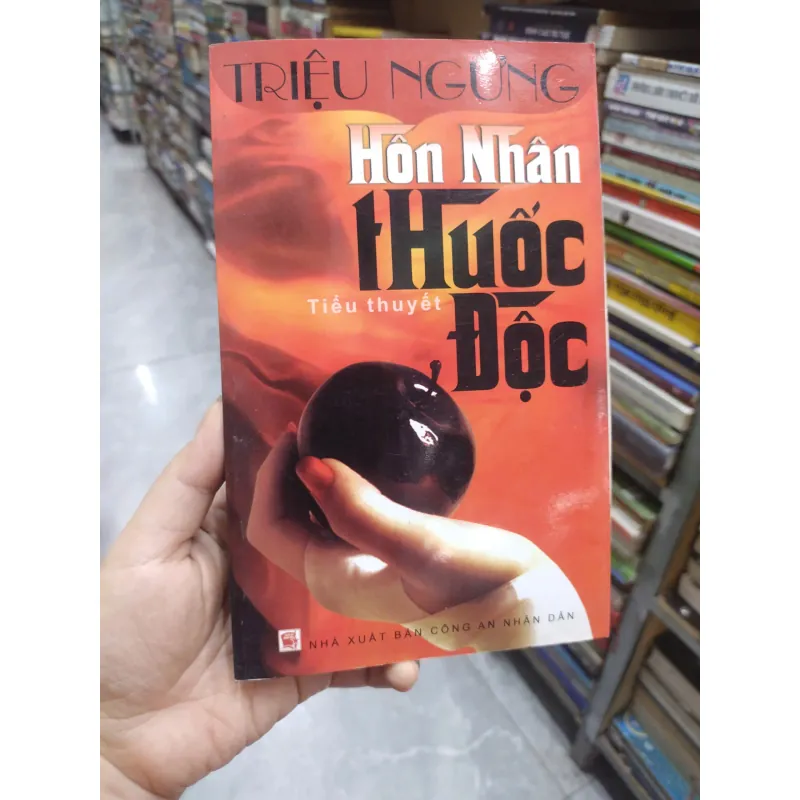 TRIỆU NGƯNG
Hôn Nhân
tHuốc
Tiểu thuyết
Độc
NHÀ XUẤT BẢN CÔNG AN NHÂN DÂN